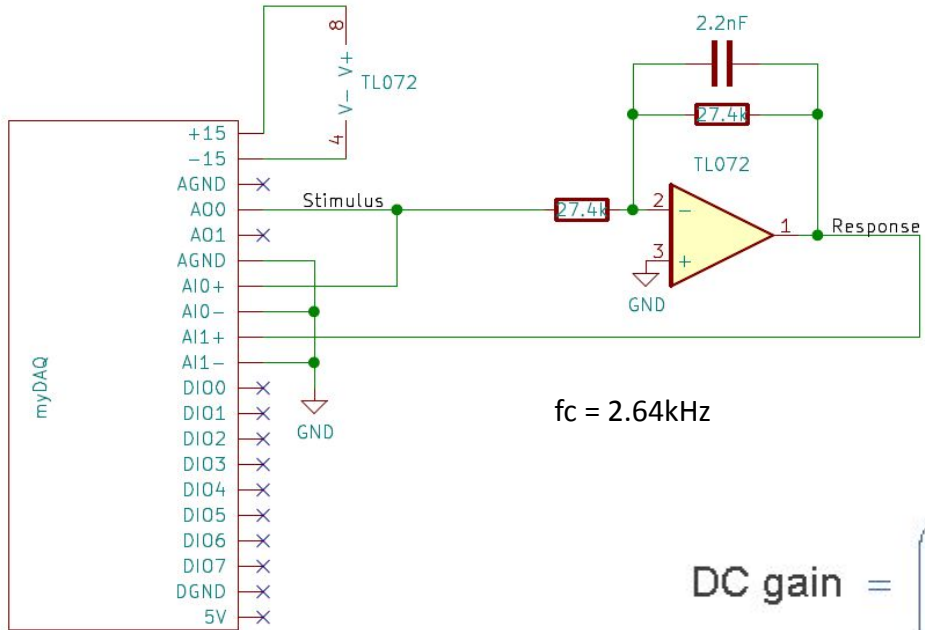 8
V+
TL072
V-
4
2.2nF
27.4k
TL072
+15
-15
AGND
AO0
Stimulus
27.4k
2
-
1
Response
AO1
AGND
3
+
AI0+
GND
AI0-
AI1+
AI1-
myDAQ
DIO0
DIO1
GND
fc = 2.64kHz
DIO2
DIO3
DIO4
DIO5
DIO6
DIO7
DGND
5V
DC gain =